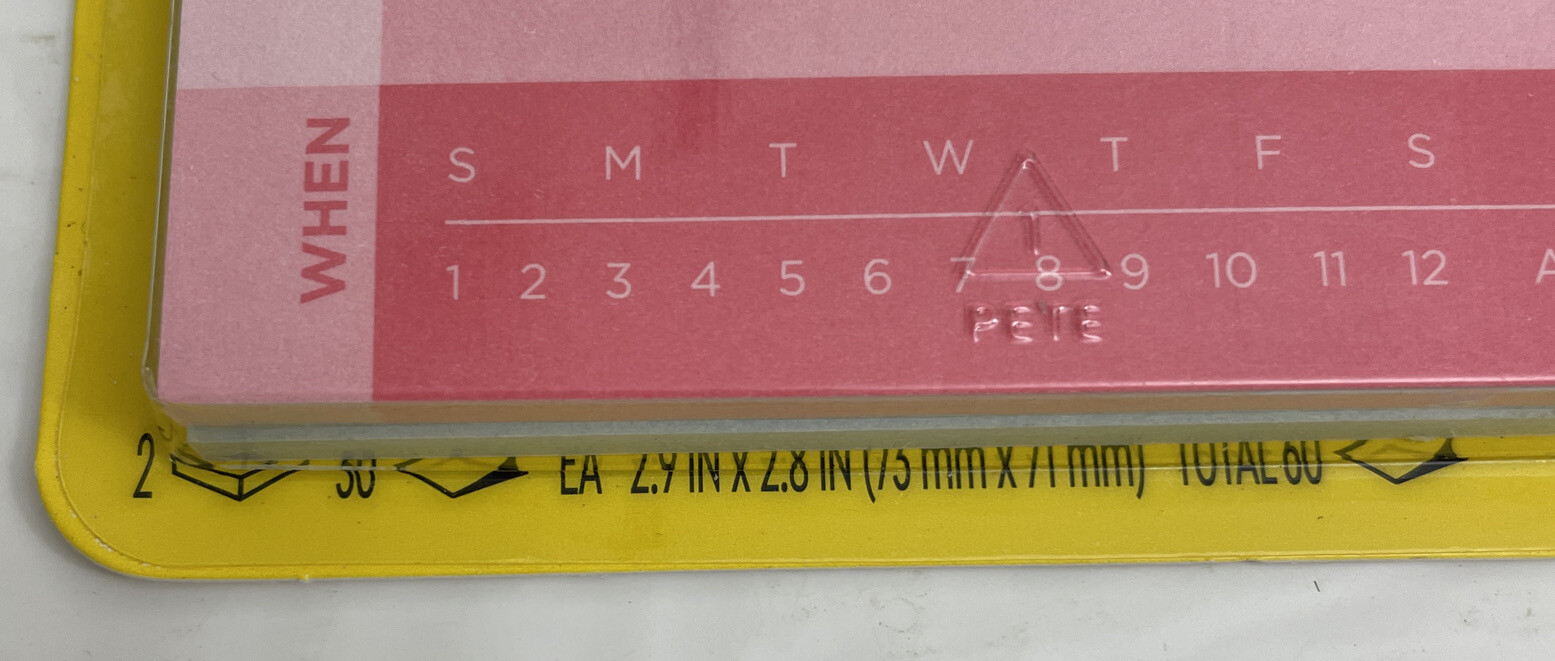 WHEN
S M T W T F S
1 2 3 4 5 6 7 8 9 10 11 12 A
1
PETE
2 30 EA 2.9 IN X 2.8 IN (73 mm X 71 mm) TOTAL 60